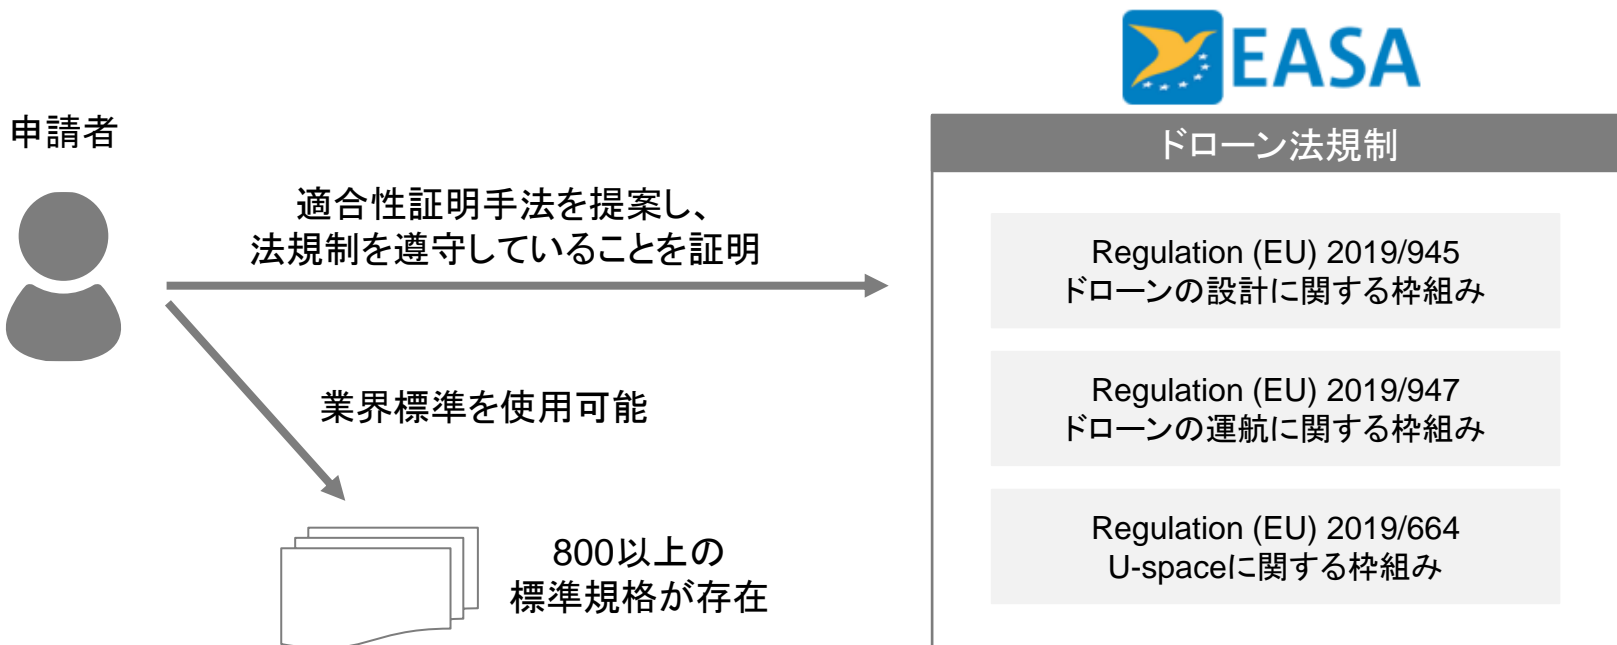 EASA
申請者
ドローン法規制
適合性証明手法を提案し、
法規制を遵守していることを証明
Regulation (EU) 2019/945
ドローンの設計に関する枠組み
業界標準を使用可能
Regulation (EU) 2019/947
ドローンの運航に関する枠組み
800以上の
標準規格が存在
Regulation (EU) 2019/664
U-spaceに関する枠組み